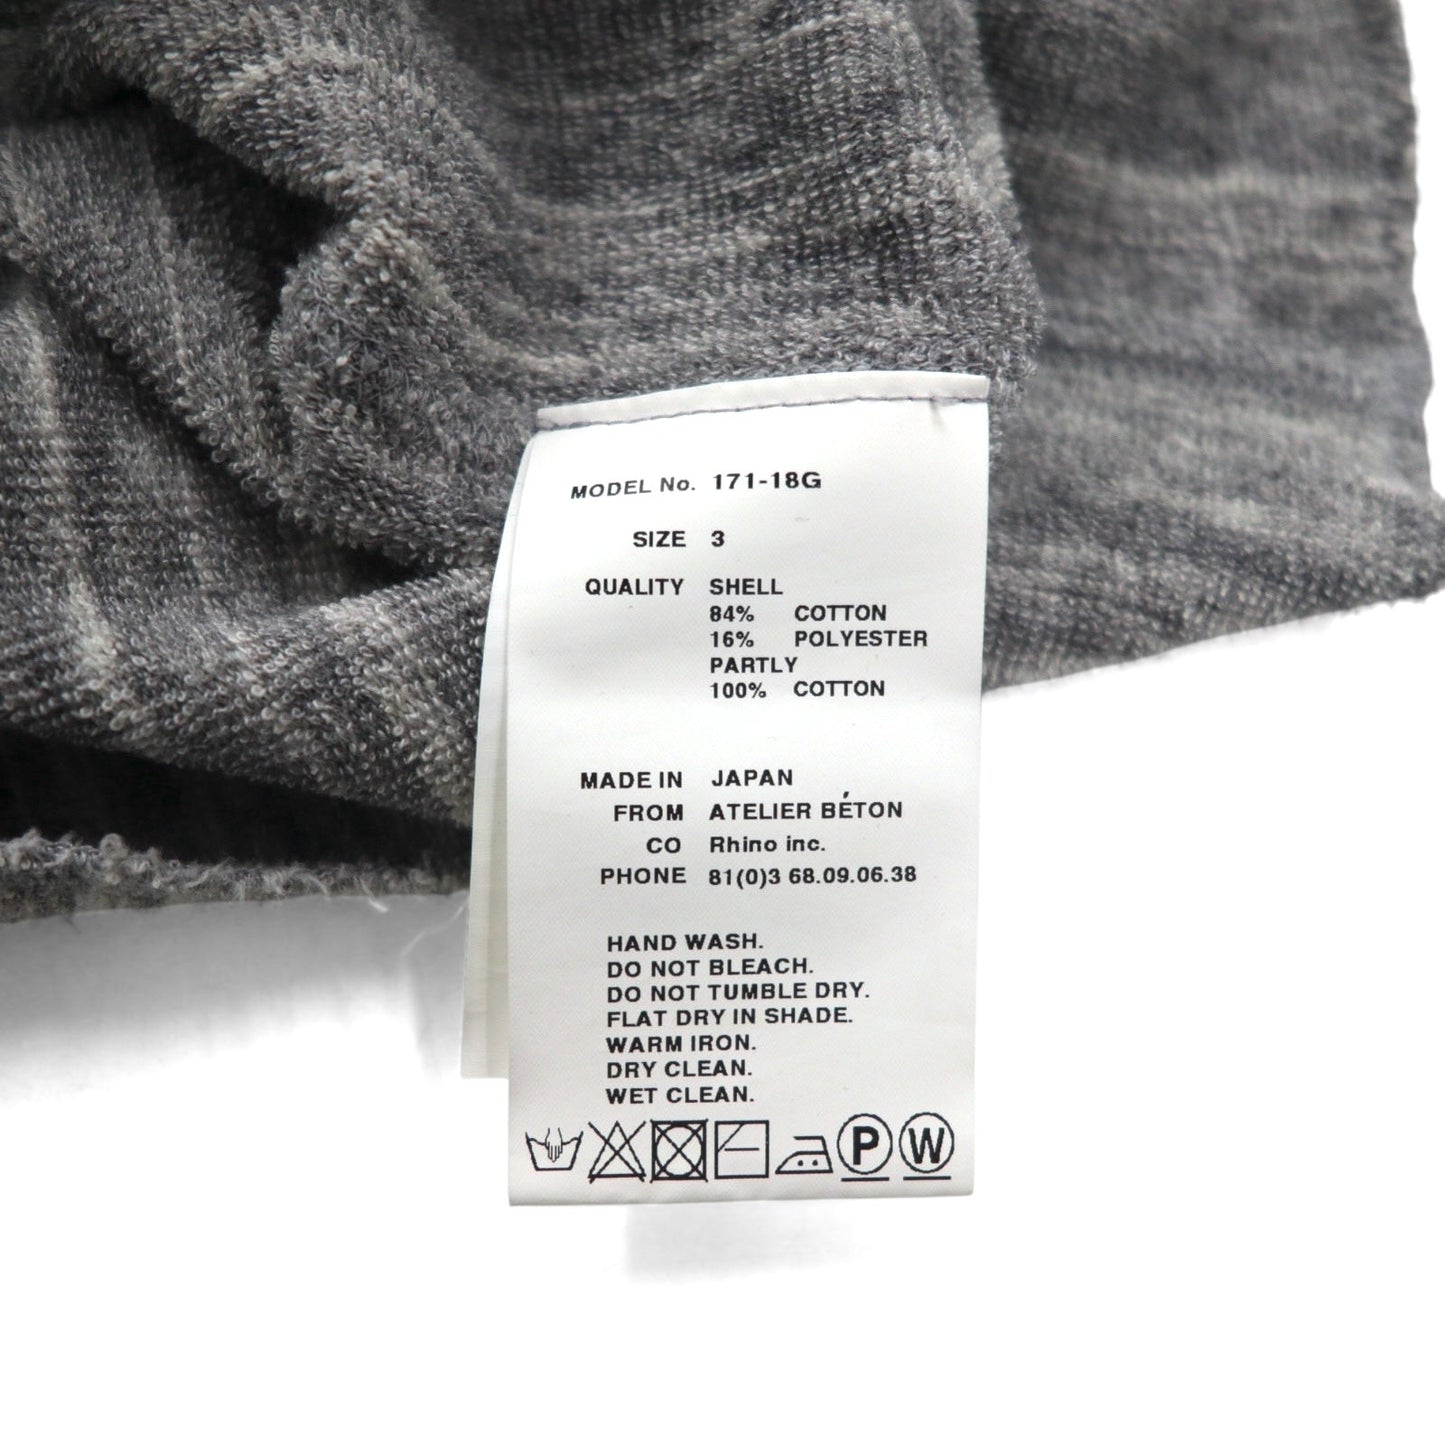 MODEL No. 171-18G
SIZE 3
QUALITY SHELL
84% COTTON
16% POLYESTER
PARTLY
100% COTTON
MADE IN JAPAN
FROM ATELIER BÉTON
CO Rhino inc.
PHONE 81(0)3 68.09.06.38
HAND WASH.
DO NOT BLEACH.
DO NOT TUMBLE DRY.
FLAT DRY IN SHADE.
WARM IRON.
DRY CLEAN.
WET CLEAN.
P W